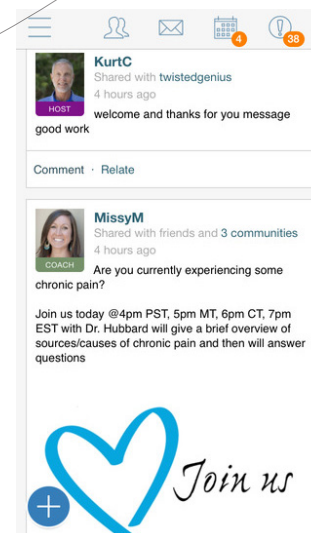 4
38
KurtC
Shared with twistedgenius
4 hours ago
HOST
welcome and thanks for you message
good work
Comment · Relate
MissyM
Shared with friends and 3 communities
4 hours ago
COACH
Are you currently experiencing some
chronic pain?
Join us today @4pm PST, 5pm MT, 6pm CT, 7pm
EST with Dr. Hubbard will give a brief overview of
sources/causes of chronic pain and then will answer
questions
Join us